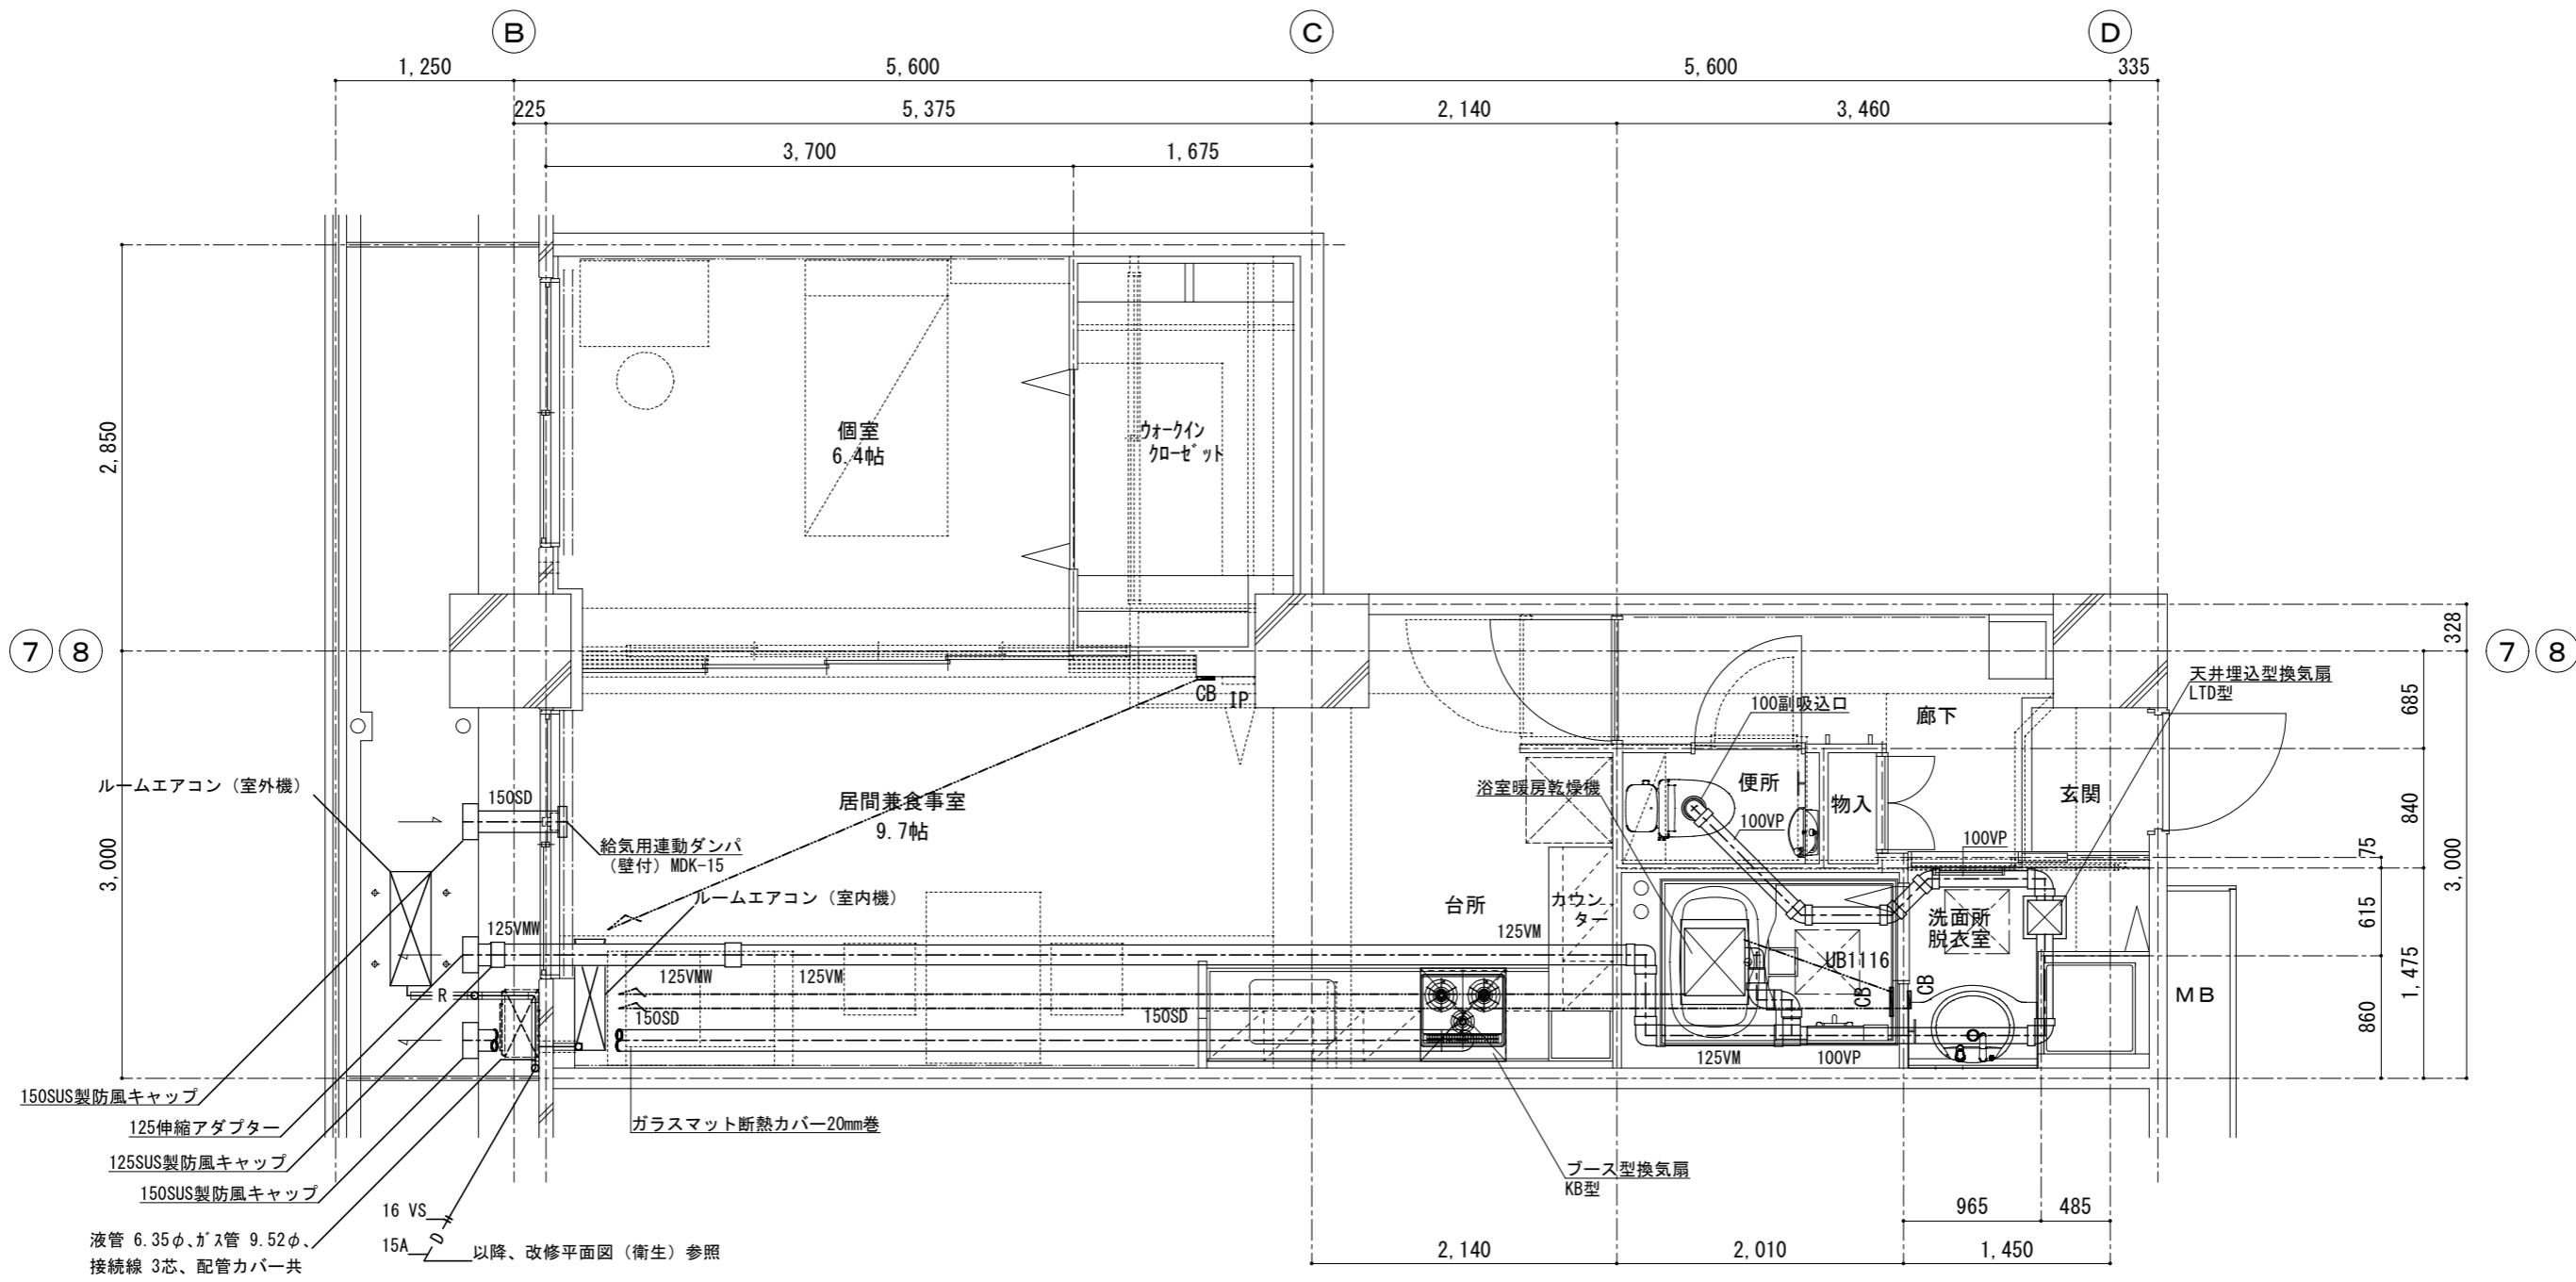 B
C
D
1,250
5,600
5,600
335
225
5,375
2,140
3,460
3,700
1,675
2,850
個室
6.4帖
ウォークイン
クローゼット
7
8
328
7
8
CB
IP
天井埋込型換気扇
LTD型
100副吸込口
廊下
685
ルームエアコン（室外機）
150SD
居間兼食事室
9.7帖
浴室暖房乾燥機
便所
物入
玄関
840
100VP
100VP
給気用連動ダンパ
（壁付）MDK-15
75
3,000
3,000
ルームエアコン（室内機）
台所
カウン
ター
洗面所
脱衣室
615
125VMW
125VM
125VMW
125VM
UB1116
CB
CB
MB
1,475
R
150SD
150SD
860
125VM
100VP
150SUS製防風キャップ
125伸縮アダプター
ガラスマット断熱カバー20mm巻
125SUS製防風キャップ
150SUS製防風キャップ
ブース型換気扇
KB型
16 VS
D
15A
以降、改修平面図（衛生）参照
液管 6.35φ、ガス管 9.52φ、
接続線 3芯、配管カバー共
965
485
2,140
2,010
1,450